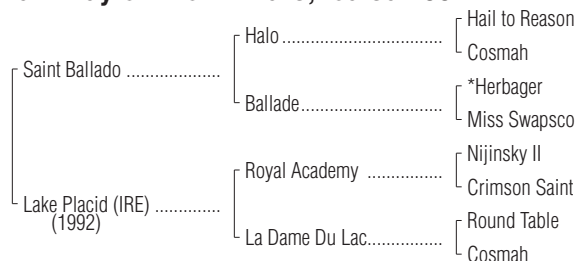 Hail to Reason
Halo
Cosmah
Saint Ballado
*Herbager
Ballade
Miss Swapsco
Nijinsky II
Royal Academy
Crimson Saint
Lake Placid (IRE)
(1992)
Round Table
La Dame Du Lac
Cosmah